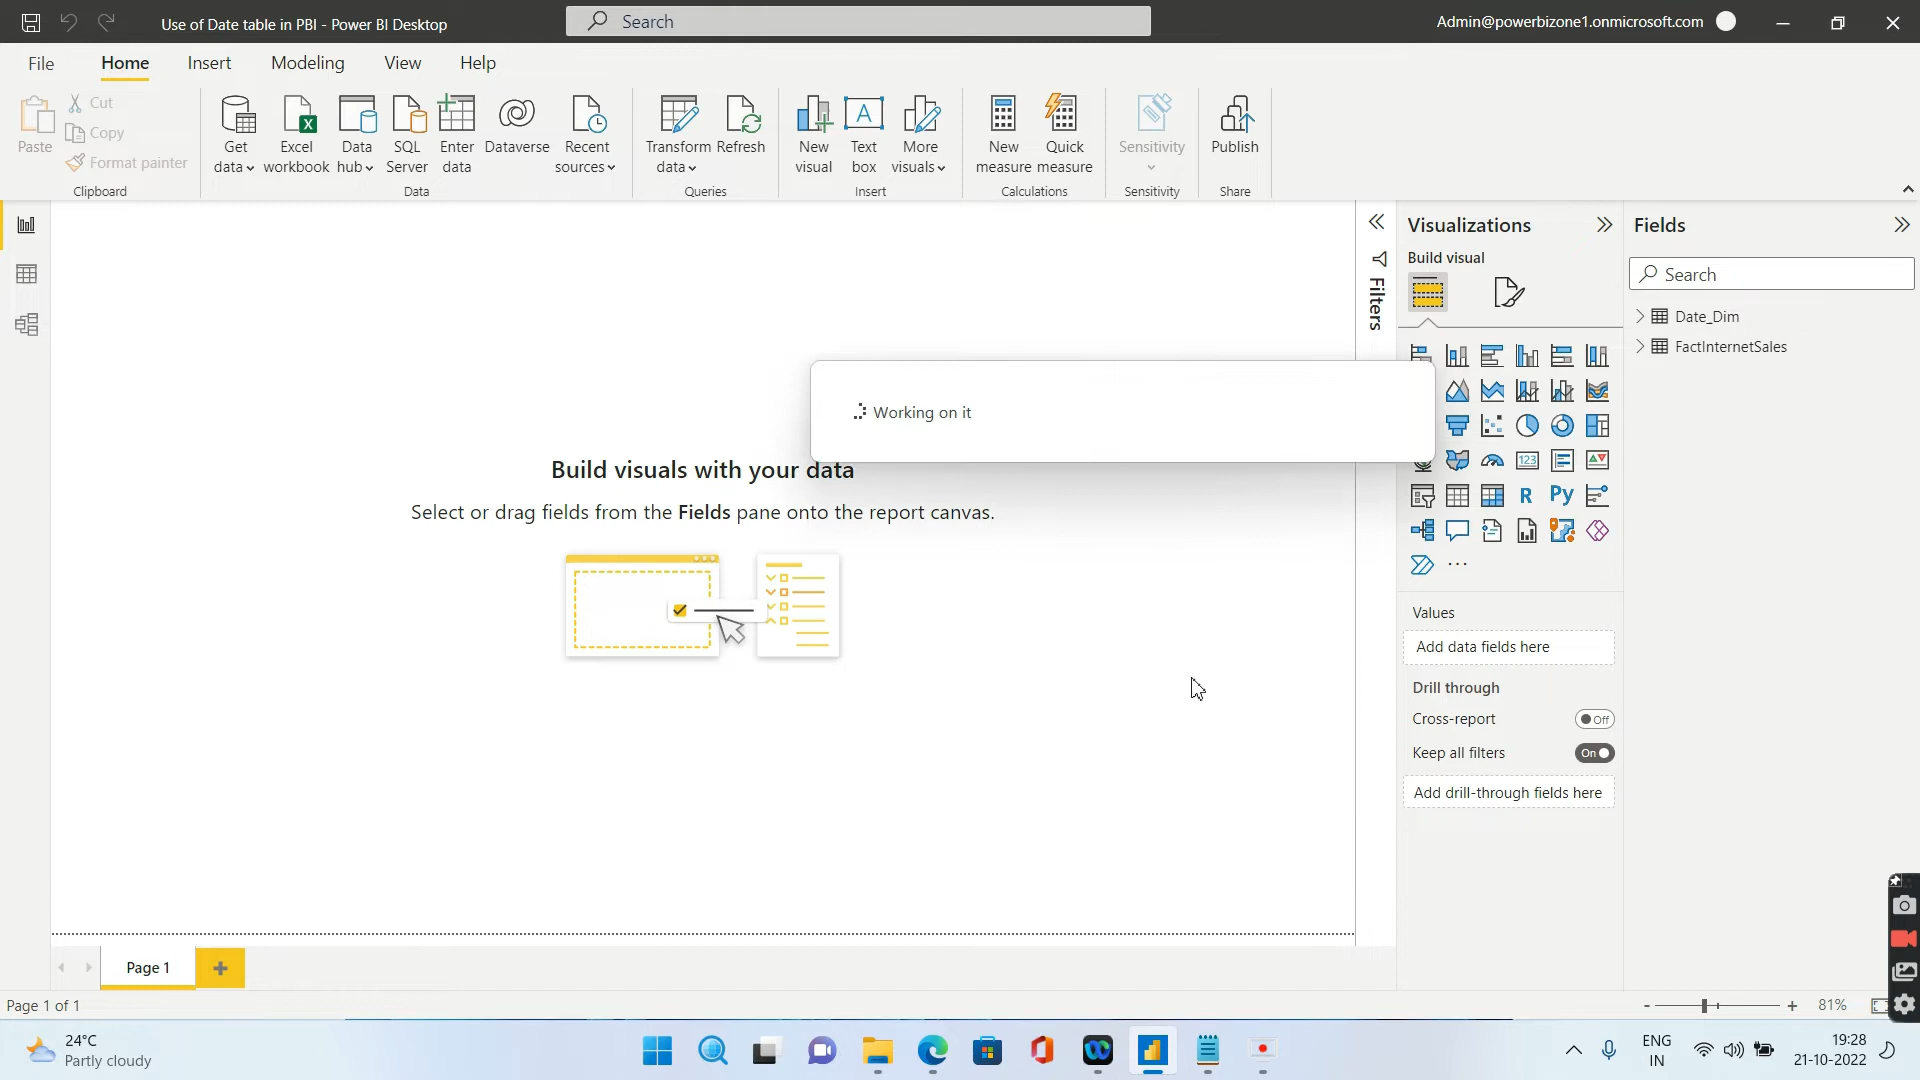 Use of Date table in PBI - Power BI Desktop
Search
Admin@powerbizone1.onmicrosoft.com
File
Home
Insert
Modeling
View
Help
Paste
Cut
Copy
Format painter
Clipboard
Get
data
Excel
workbook
Data
hub
SQL
Server
Enter
data
Dataverse
Recent
sources
Data
Transform
data
Refresh
Queries
New
visual
Text
box
More
visuals
Insert
New
measure
Quick
measure
Calculations
Sensitivity
Sensitivity
Publish
Share
Filters
Visualizations
Build visual
Fields
Search
Date_Dim
FactInternetSales
Working on it
Build visuals with your data
Select or drag fields from the Fields pane onto the report canvas.
A
123
R
Py
Values
Add data fields here
Drill through
Cross-report
Off
Keep all filters
On
Add drill-through fields here
Page 1
Page 1 of 1
81%
24°C
Partly cloudy
ENG
IN
19:28
21-10-2022